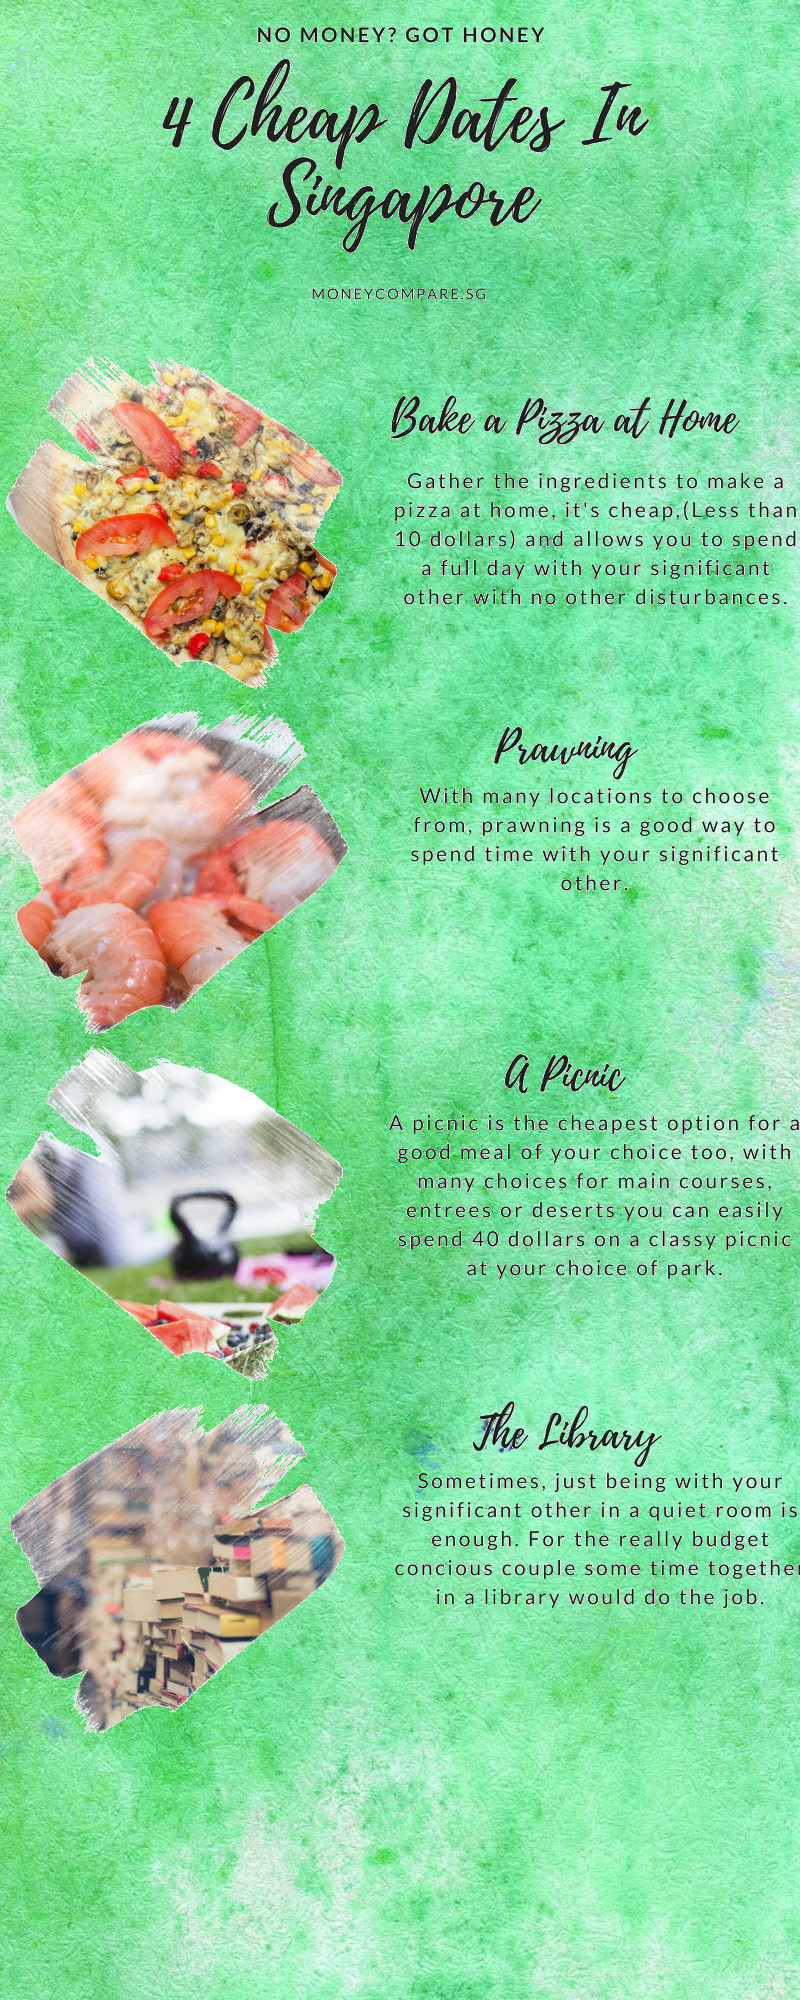 NO MONEY? GOT HONEY
4 Cheap Dates In
Singapore
MONEYCOMPARE.SG
Bake a Pizza at Home
Gather the ingredients to make a
pizza at home, it's cheap,(Less than
10 dollars) and allows you to spend
a full day with your significant
other with no other disturbances.
Prawning
With many locations to choose
from, prawning is a good way to
spend time with your significant
other.
A Picnic
A picnic is the cheapest option for a
good meal of your choice too, with
many choices for main courses,
entrees or deserts you can easily
spend 40 dollars on a classy picnic
at your choice of park.
The Library
Sometimes, just being with your
significant other in a quiet room is
enough. For the really budget
concious couple some time together
in a library would do the job.